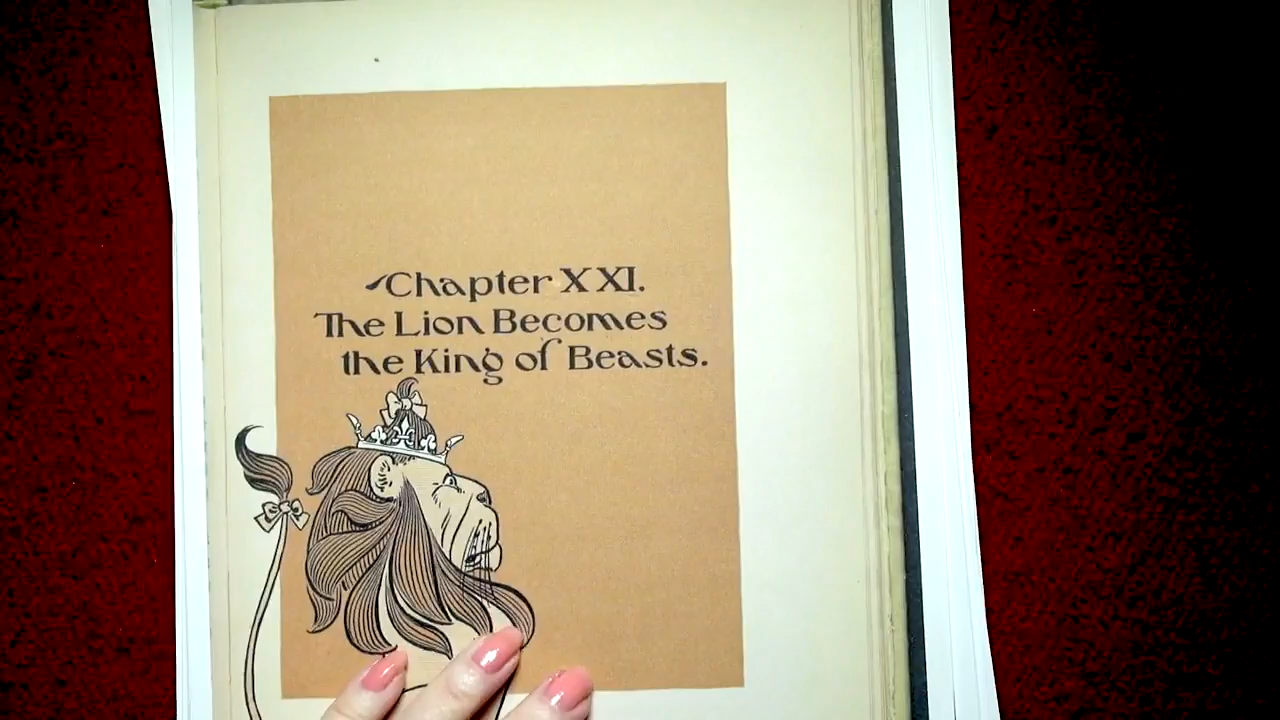 Chapter XXI.
The Lion Becomes
the King of Beasts.